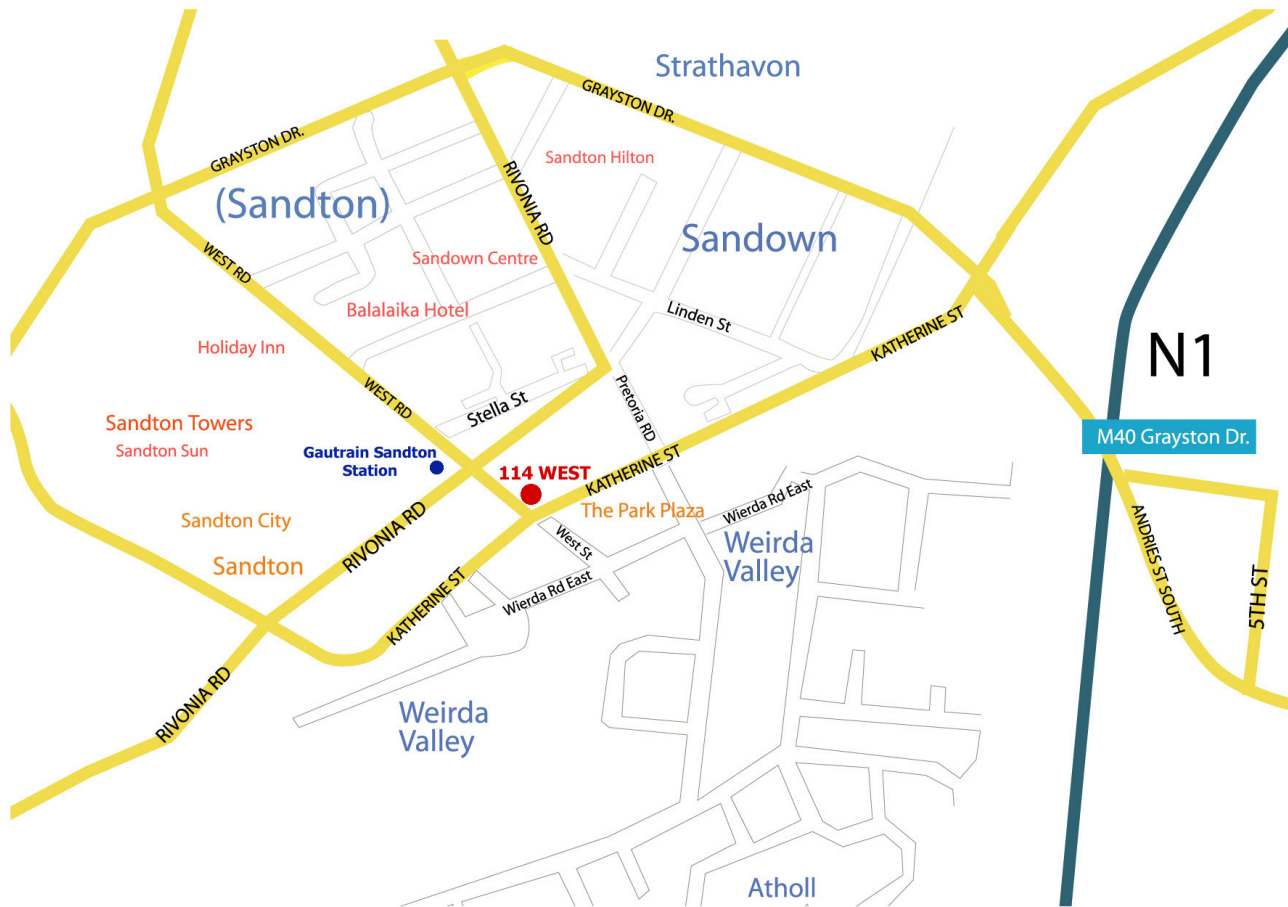 Strathavon
GRAYSTON DR.
GRAYSTON DR.
Sandton Hilton
RIVONIA RD
(Sandton)
Sandown
WEST RD
Sandown Centre
Balalaika Hotel
Linden St
KATHERINE ST
Holiday Inn
N1
WEST RD
Stella St
Pretoria RD
Sandton Towers
Sandton Sun
M40 Grayston Dr.
Gautrain Sandton
Station
114 WEST
KATHERINE ST
The Park Plaza
Wierda Rd East
Sandton City
RIVONIA RD
West St
Weirda
Valley
ANDRIES ST SOUTH
Sandton
KATHERINE ST
Wierda Rd East
5TH ST
RIVONIA RD
Weirda
Valley
Atholl